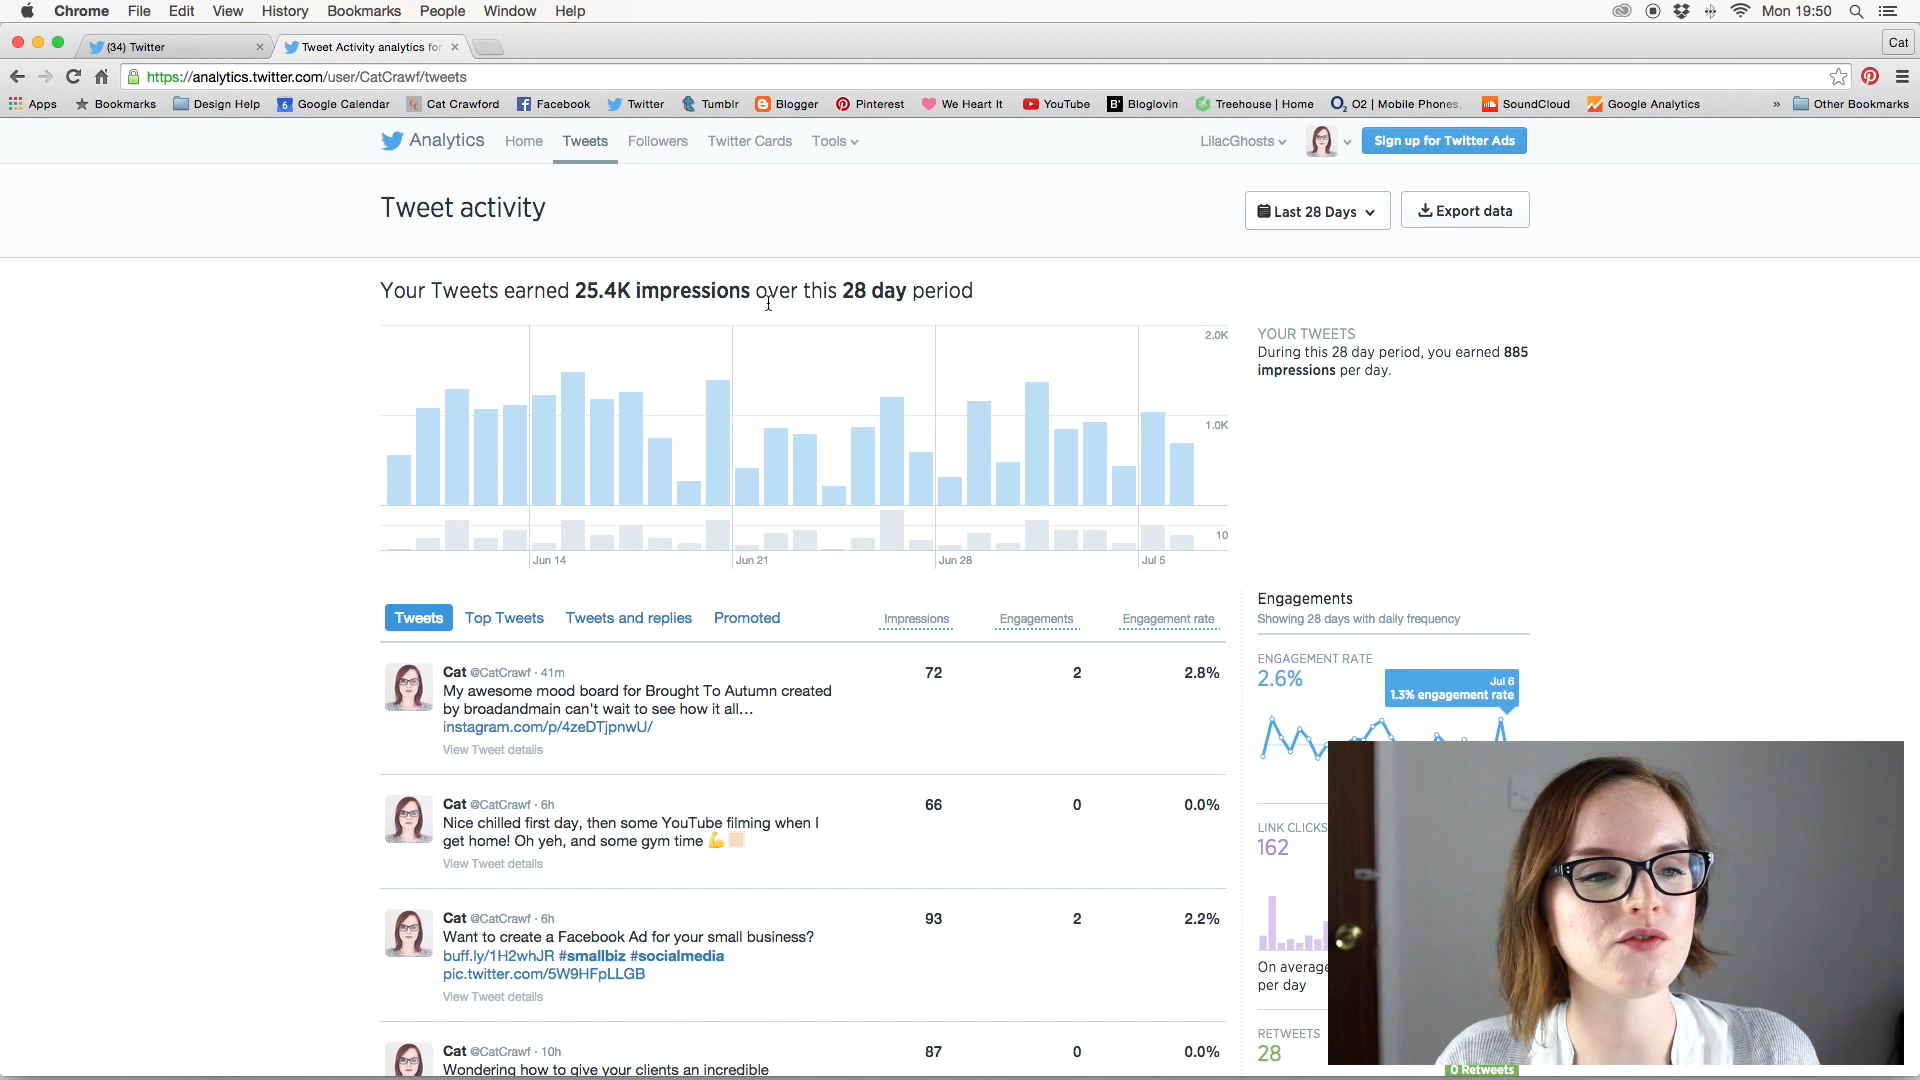 Chrome File Edit View History Bookmarks People Window Help Mon 19:50
(34) Twitter
Tweet Activity analytics for
Cat
https://analytics.twitter.com/user/CatCrawf/tweets
Apps Bookmarks Design Help 6 Google Calendar Cat Crawford Facebook Twitter Tumblr Blogger Pinterest We Heart It YouTube Bloglovin Treehouse | Home O2 | Mobile Phones, SoundCloud Google Analytics » Other Bookmarks
Analytics Home Tweets Followers Twitter Cards Tools LilacGhosts Sign up for Twitter Ads
Tweet activity
Last 28 Days
Export data
Your Tweets earned 25.4K impressions over this 28 day period
2.0K
1.0K
10
Jun 14 Jun 21 Jun 28 Jul 5
YOUR TWEETS
During this 28 day period, you earned 885
impressions per day.
Tweets Top Tweets Tweets and replies Promoted Impressions Engagements Engagement rate
Cat @CatCrawf · 41m 72 2 2.8%
My awesome mood board for Brought To Autumn created
by broadandmain can't wait to see how it all…
instagram.com/p/4zeDTjpnwU/
View Tweet details
Cat @CatCrawf · 6h 66 0 0.0%
Nice chilled first day, then some YouTube filming when I
get home! Oh yeh, and some gym time 💪
View Tweet details
Cat @CatCrawf · 6h 93 2 2.2%
Want to create a Facebook Ad for your small business?
buff.ly/1H2whJR #smallbiz #socialmedia
pic.twitter.com/5W9HFpLLGB
View Tweet details
Cat @CatCrawf · 10h 87 0 0.0%
Wondering how to give your clients an incredible
Engagements
Showing 28 days with daily frequency
ENGAGEMENT RATE
2.6%
Jul 6
1.3% engagement rate
LINK CLICKS
162
On average
per day
RETWEETS
28
0 Retweets